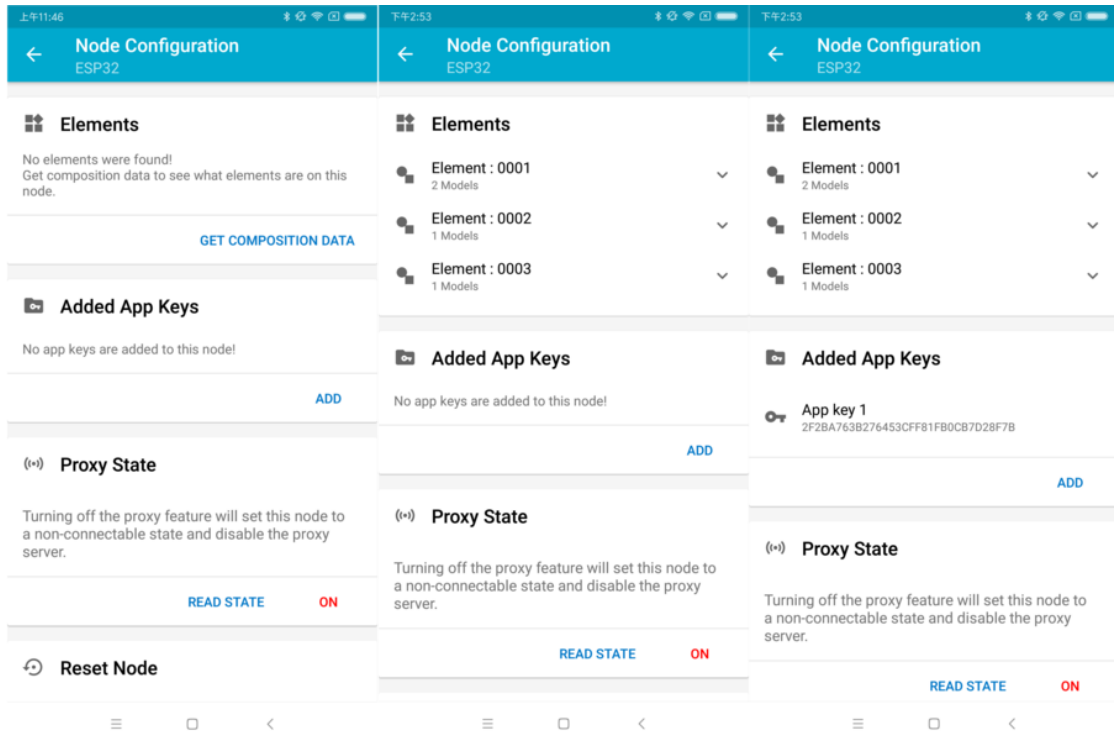 上午11:46
Node Configuration
ESP32
Elements
No elements were found!
Get composition data to see what elements are on this
node.
GET COMPOSITION DATA
Added App Keys
No app keys are added to this node!
ADD
Proxy State
Turning off the proxy feature will set this node to
a non-connectable state and disable the proxy
server.
READ STATE ON
Reset Node
下午2:53
Node Configuration
ESP32
Elements
Element : 0001
2 Models
Element : 0002
1 Models
Element : 0003
1 Models
Added App Keys
No app keys are added to this node!
ADD
Proxy State
Turning off the proxy feature will set this node to
a non-connectable state and disable the proxy
server.
READ STATE ON
下午2:53
Node Configuration
ESP32
Elements
Element : 0001
2 Models
Element : 0002
1 Models
Element : 0003
1 Models
Added App Keys
App key 1
2F2BA763B276453CFF81FB0CB7D28F7B
ADD
Proxy State
Turning off the proxy feature will set this node to
a non-connectable state and disable the proxy
server.
READ STATE ON